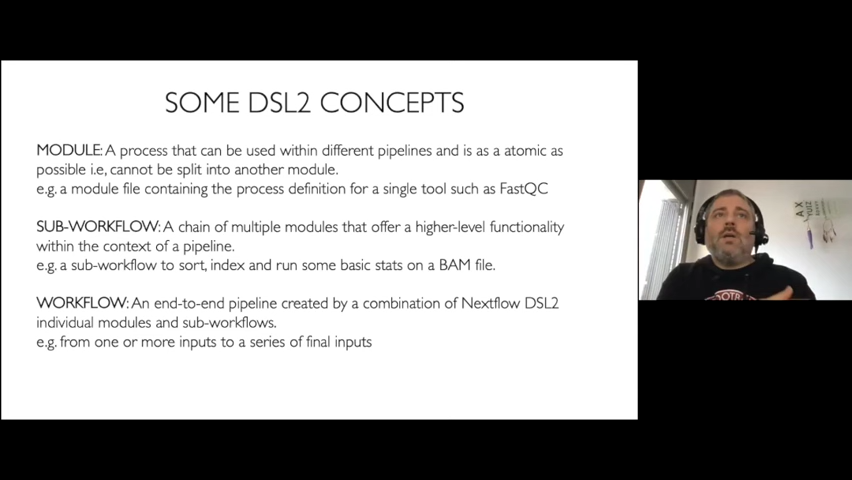 SOME DSL2 CONCEPTS
MODULE: A process that can be used within different pipelines and is as a atomic as
possible i.e, cannot be split into another module.
e.g. a module file containing the process definition for a single tool such as FastQC
SUB-WORKFLOW: A chain of multiple modules that offer a higher-level functionality
within the context of a pipeline.
e.g. a sub-workflow to sort, index and run some basic stats on a BAM file.
WORKFLOW: An end-to-end pipeline created by a combination of Nextflow DSL2
individual modules and sub-workflows.
e.g. from one or more inputs to a series of final inputs